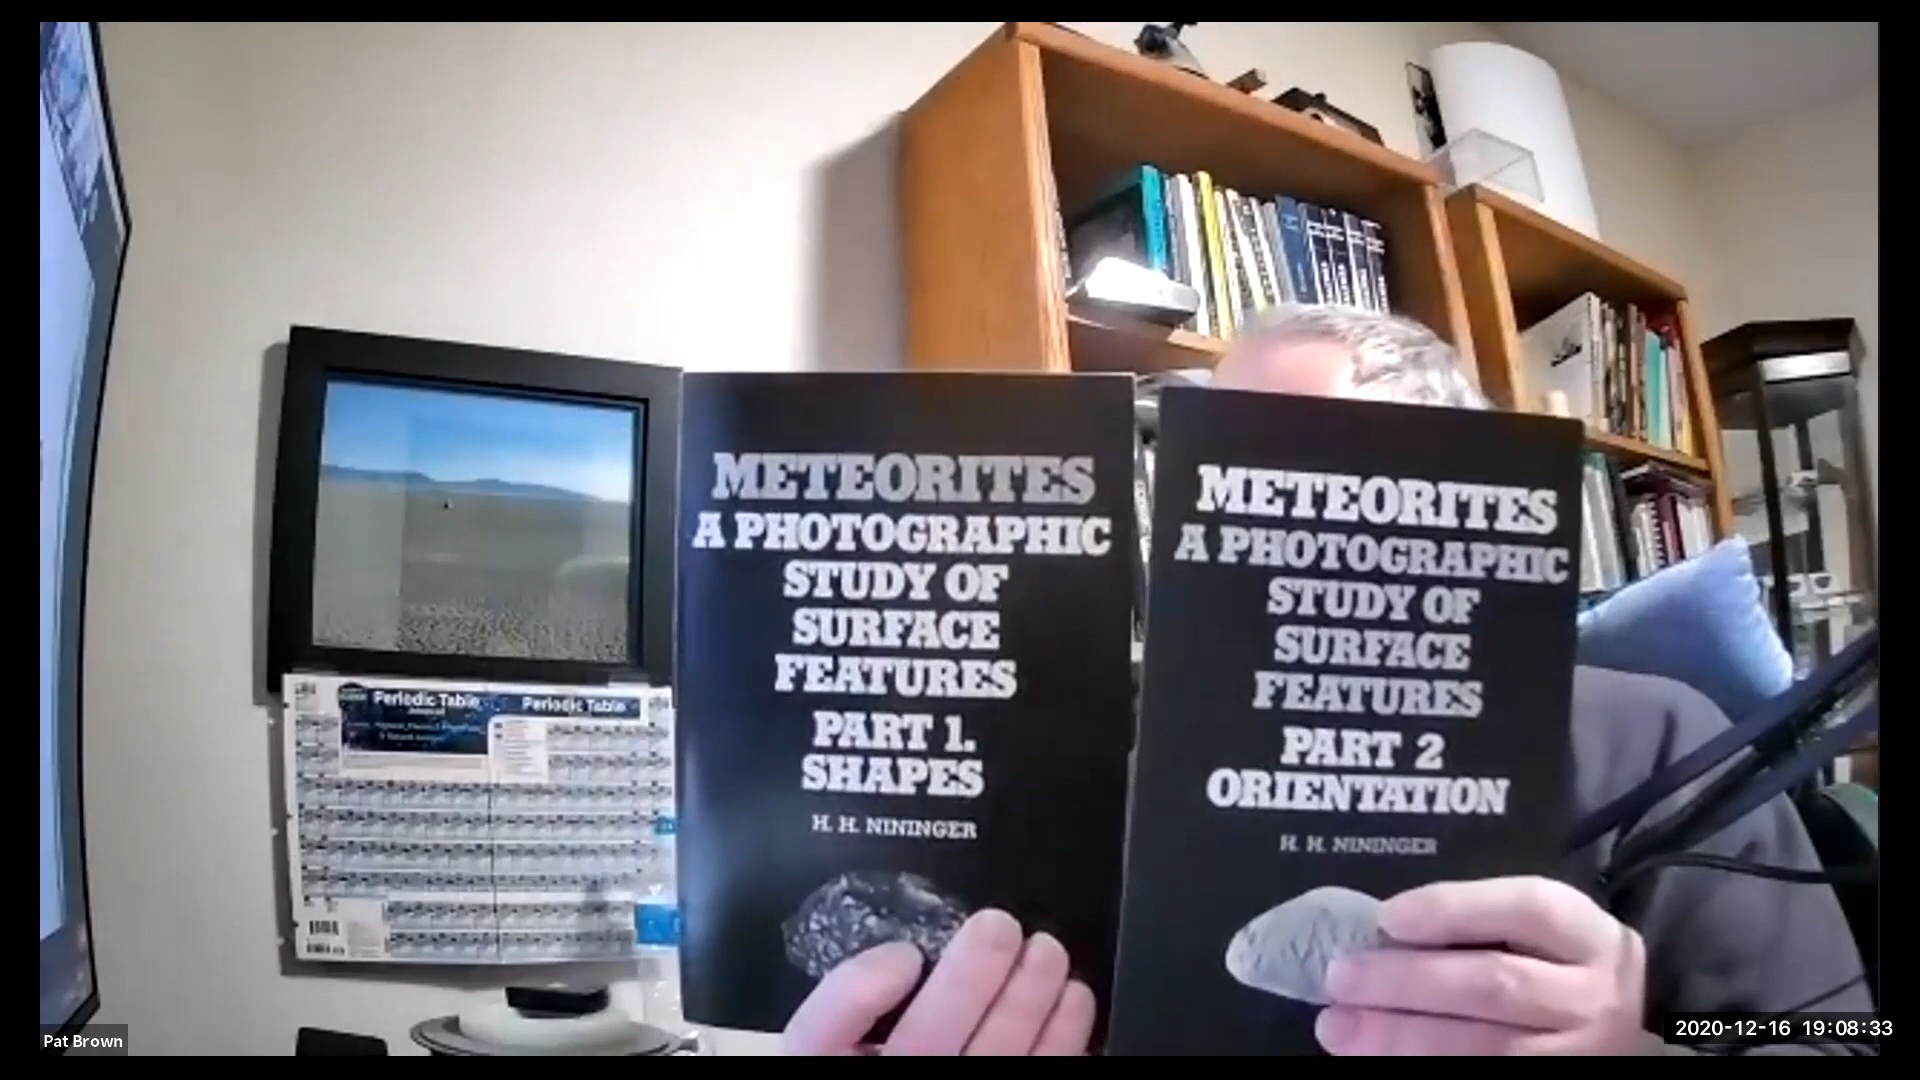 METEORITES
A PHOTOGRAPHIC
STUDY OF
SURFACE
FEATURES
PART 1.
SHAPES
H. H. NININGER
METEORITES
A PHOTOGRAPHIC
STUDY OF
SURFACE
FEATURES
PART 2
ORIENTATION
H. H. NININGER
Periodic Table
Periodic Table
Pat Brown
2020-12-16 19:08:33